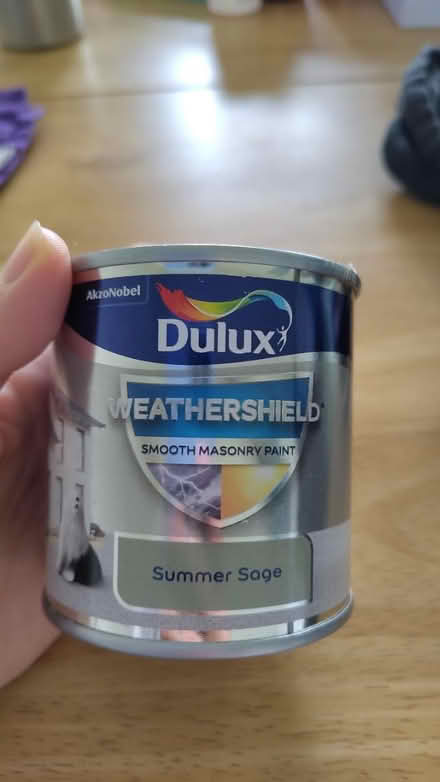 AkzoNobel
Dulux
WEATHERSHIELD
SMOOTH MASONRY PAINT
Summer Sage